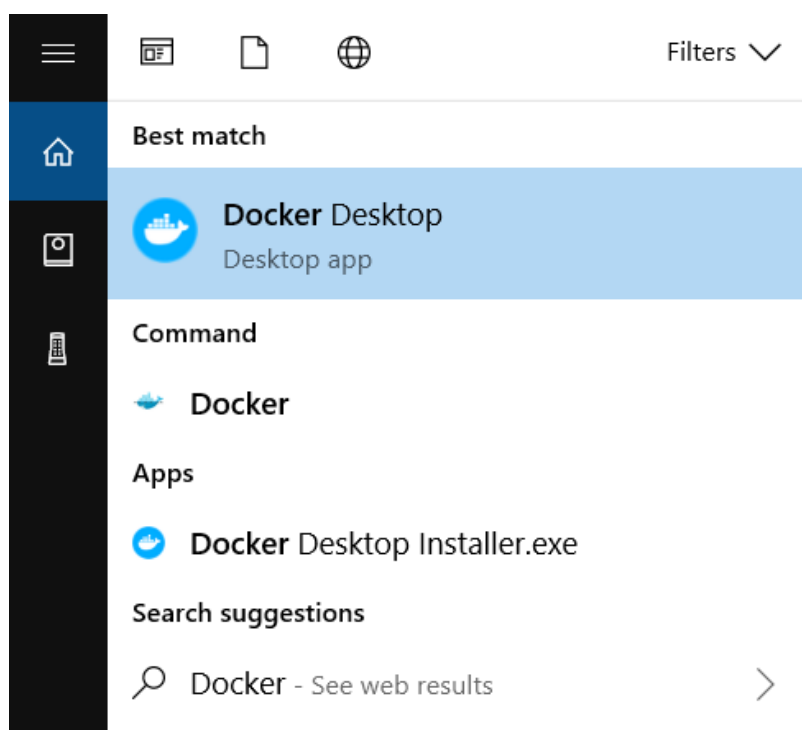 Filters
Best match
Docker Desktop
Desktop app
Command
Docker
Apps
Docker Desktop Installer.exe
Search suggestions
Docker - See web results